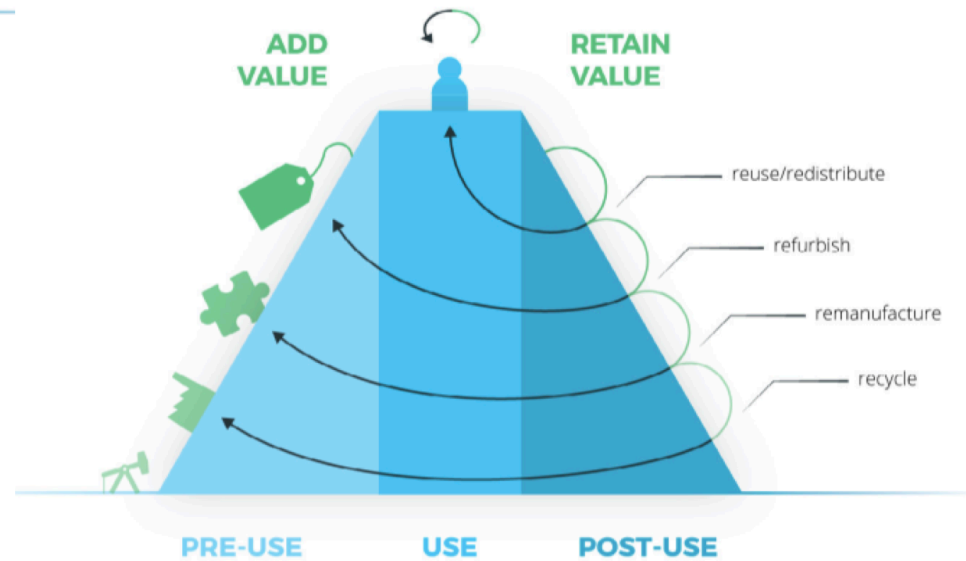 ADD
VALUE
RETAIN
VALUE
reuse/redistribute
refurbish
remanufacture
recycle
PRE-USE
USE
POST-USE